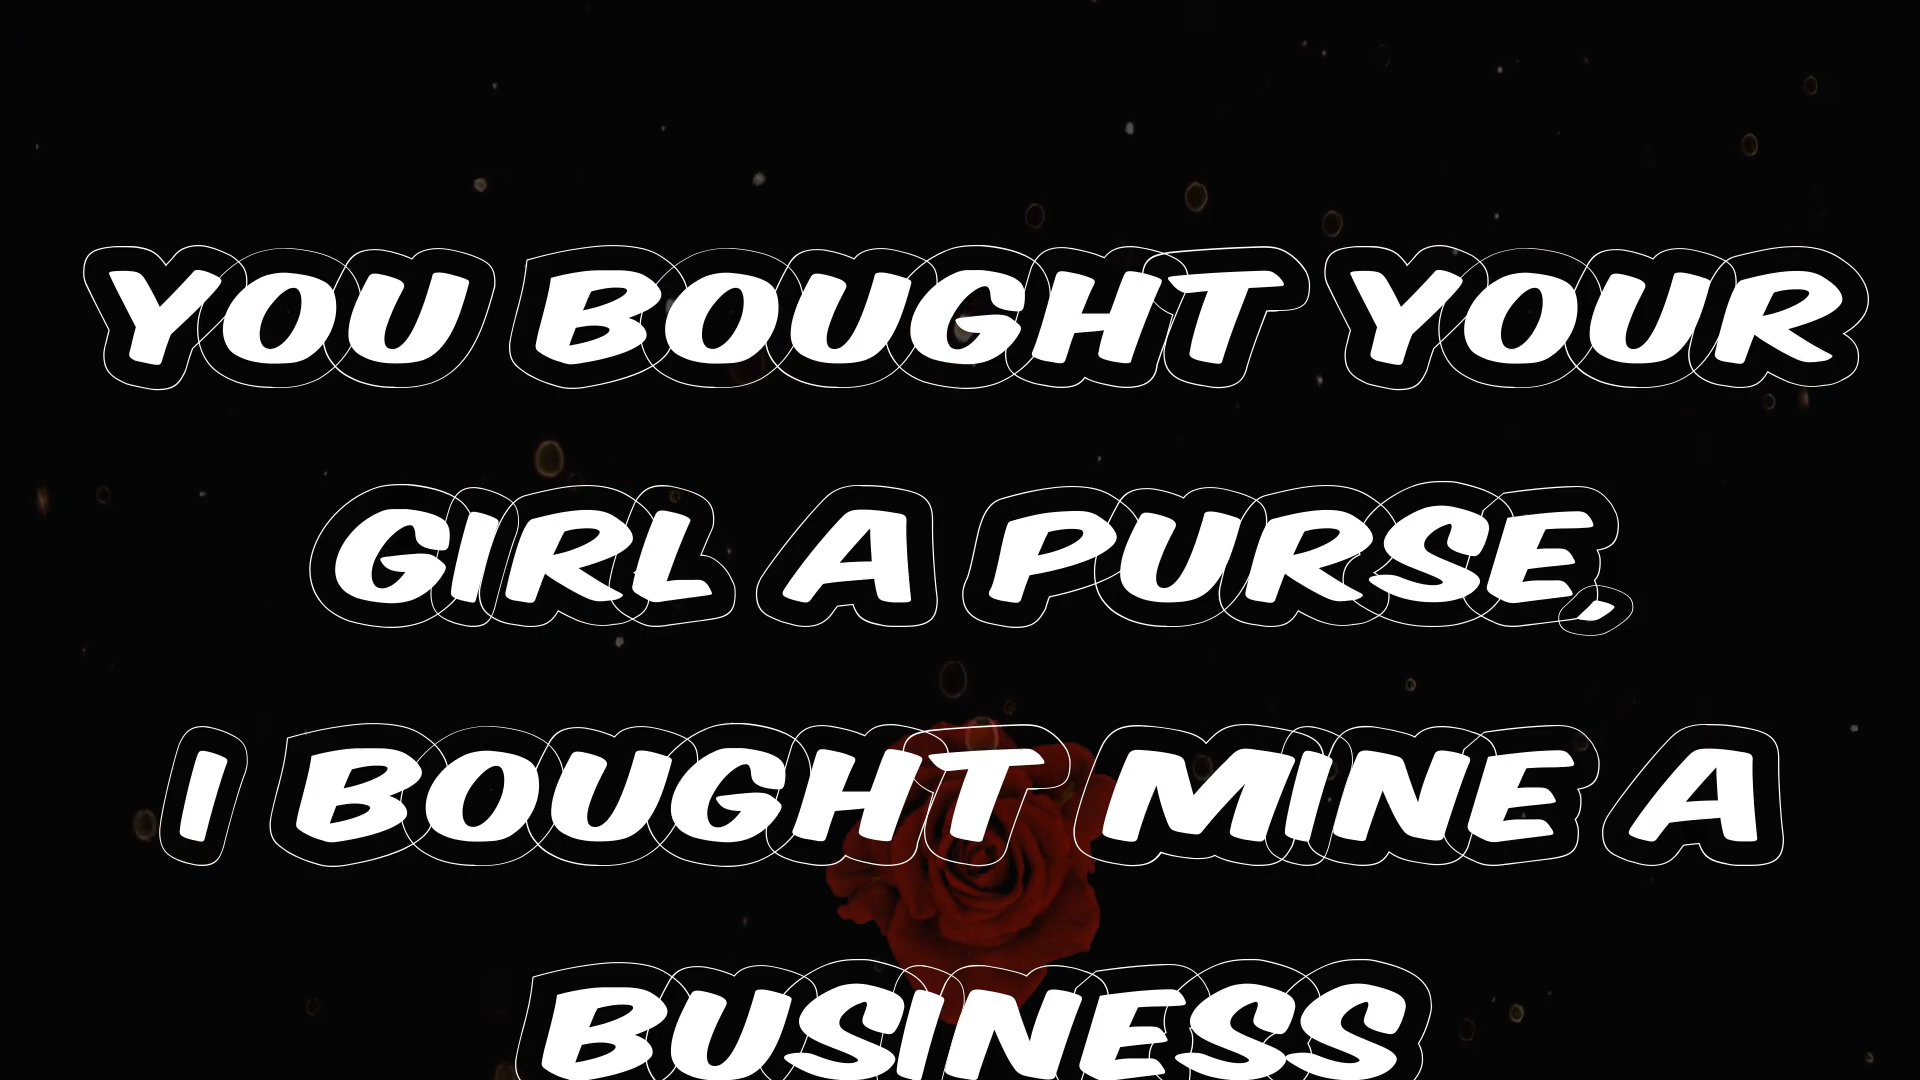 YOU BOUGHT YOUR
GIRL A PURSE,
I BOUGHT MINE A
BUSINESS